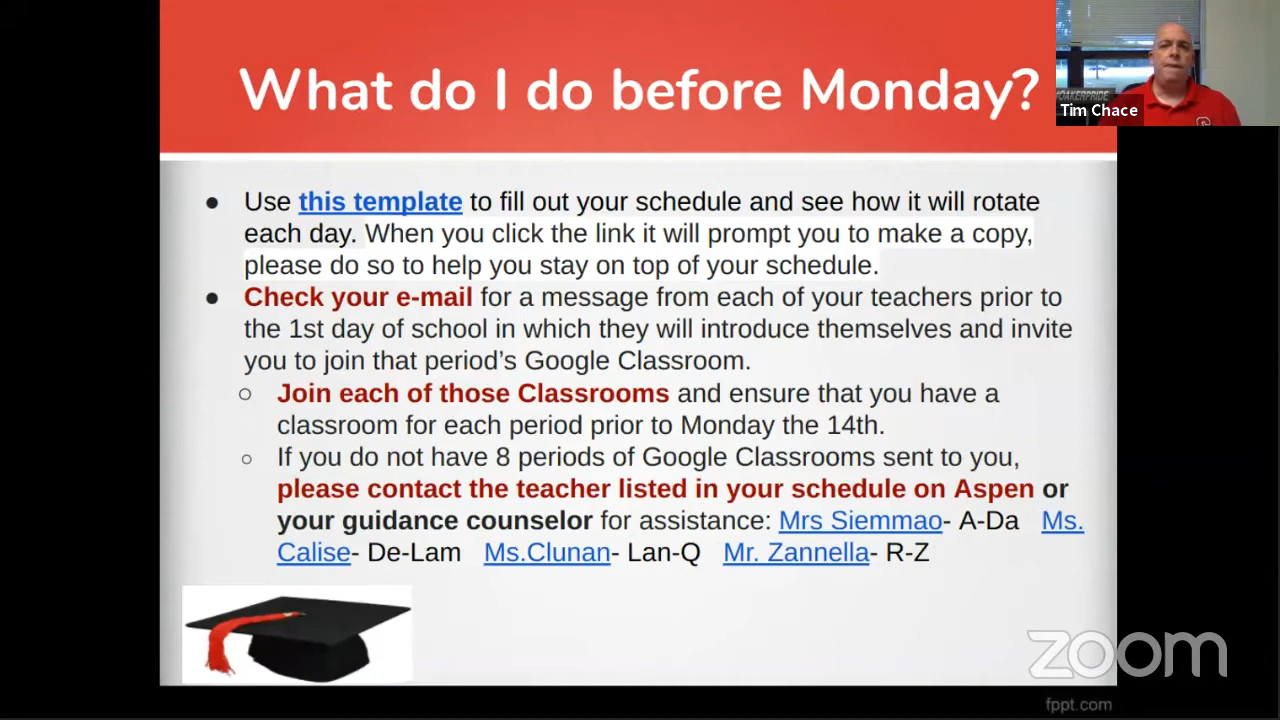 What do I do before Monday?
#OAKERPRIDE
Tim Chace
● Use this template to fill out your schedule and see how it will rotate
each day. When you click the link it will prompt you to make a copy,
please do so to help you stay on top of your schedule.
● Check your e-mail for a message from each of your teachers prior to
the 1st day of school in which they will introduce themselves and invite
you to join that period's Google Classroom.
○ Join each of those Classrooms and ensure that you have a
classroom for each period prior to Monday the 14th.
○ If you do not have 8 periods of Google Classrooms sent to you,
please contact the teacher listed in your schedule on Aspen or
your guidance counselor for assistance: Mrs Siemmao- A-Da Ms.
Calise- De-Lam Ms.Clunan- Lan-Q Mr. Zannella- R-Z
zoom
fppt.com